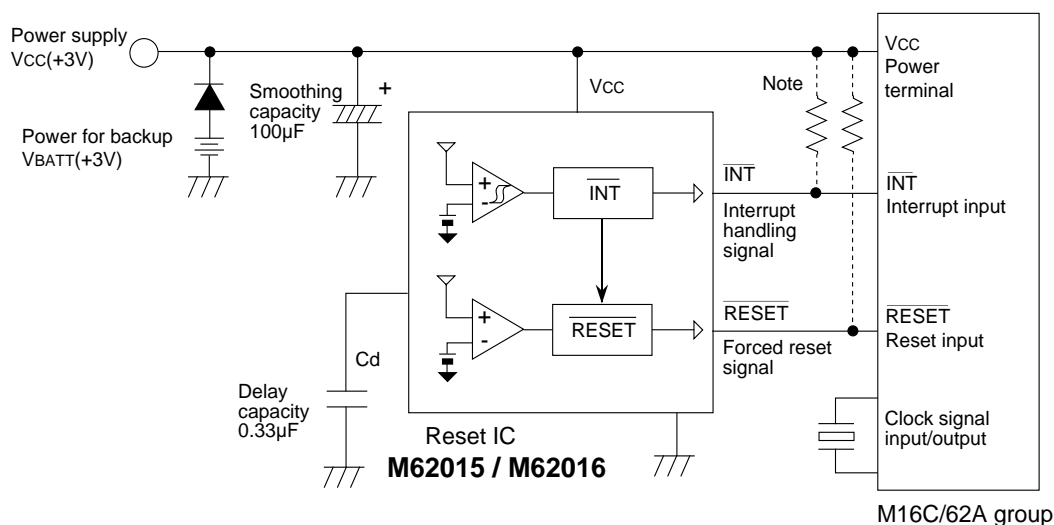 Power supply
VCC(+3V)
Smoothing
capacity
100µF
+
Power for backup
VBATT(+3V)
Vcc
Note
VCC
Power
terminal
+
-
INT
INT
Interrupt
handling
signal
INT
Interrupt input
+
-
RESET
RESET
Forced reset
signal
RESET
Reset input
Cd
Delay
capacity
0.33µF
Reset IC
M62015 / M62016
Clock signal
input/output
M16C/62A group